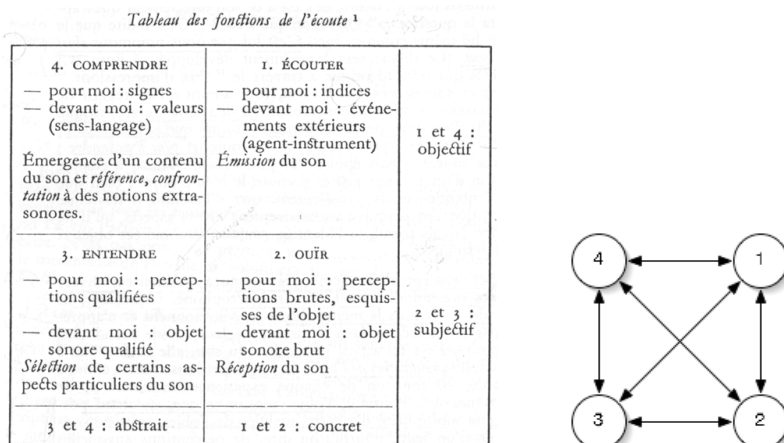 Tableau des fonctions de l'écoute 1
4. COMPRENDRE
— pour moi : signes
— devant moi : valeurs
(sens-langage)
Émergence d'un contenu
du son et référence, confron-
tation à des notions extra-
sonores.
1. ÉCOUTER
— pour moi : indices
— devant moi : événe-
ments extérieurs
(agent-instrument)
Émission du son
1 et 4 :
objectif
3. ENTENDRE
— pour moi : percep-
tions qualifiées
— devant moi : objet
sonore qualifié
Sélection de certains as-
pects particuliers du son
2. OUÏR
— pour moi : percep-
tions brutes, esquis-
ses de l'objet
— devant moi : objet
sonore brut
Réception du son
2 et 3 :
subjectif
3 et 4 : abstrait
1 et 2 : concret
4
1
3
2